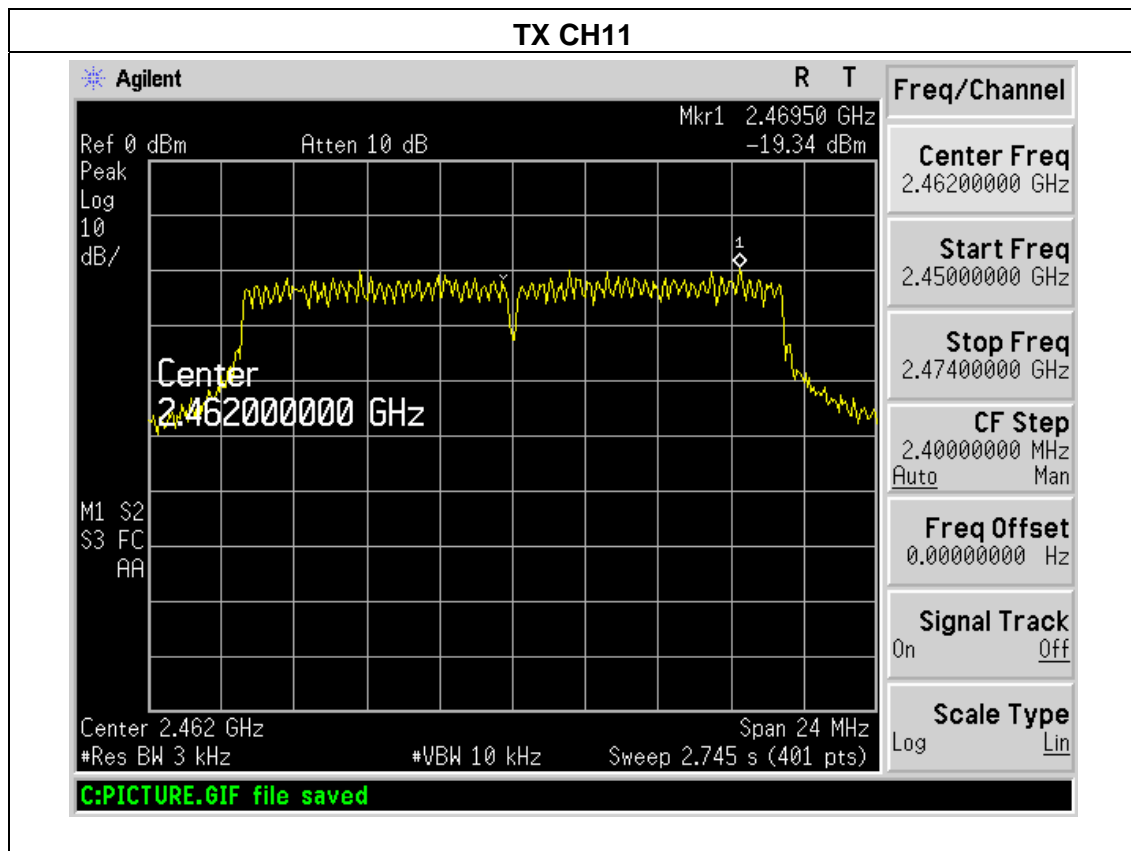 TX CH11
Agilent R T
Mkr1 2.46950 GHz
Ref 0 dBm Atten 10 dB -19.34 dBm
Peak
Log
10
dB/
1
Center
2.462000000 GHz
M1 S2
S3 FC
AA
Center 2.462 GHz Span 24 MHz
#Res BW 3 kHz #VBW 10 kHz Sweep 2.745 s (401 pts)
C:PICTURE.GIF file saved
Freq/Channel
Center Freq
2.46200000 GHz
Start Freq
2.45000000 GHz
Stop Freq
2.47400000 GHz
CF Step
2.40000000 MHz
Auto Man
Freq Offset
0.00000000 Hz
Signal Track
On Off
Scale Type
Log Lin